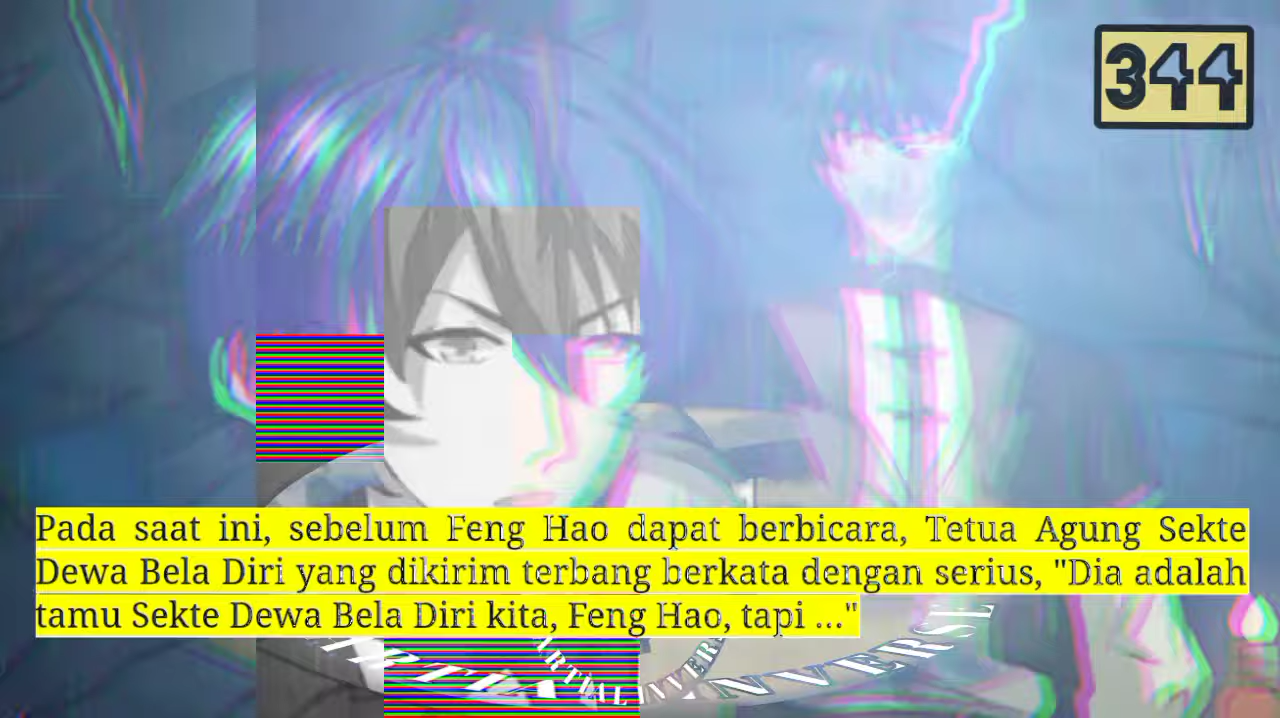 344
Pada saat ini, sebelum Feng Hao dapat berbicara, Tetua Agung Sekte
Dewa Bela Diri yang dikirim terbang berkata dengan serius, "Dia adalah
tamu Sekte Dewa Bela Diri kita, Feng Hao, tapi ..."